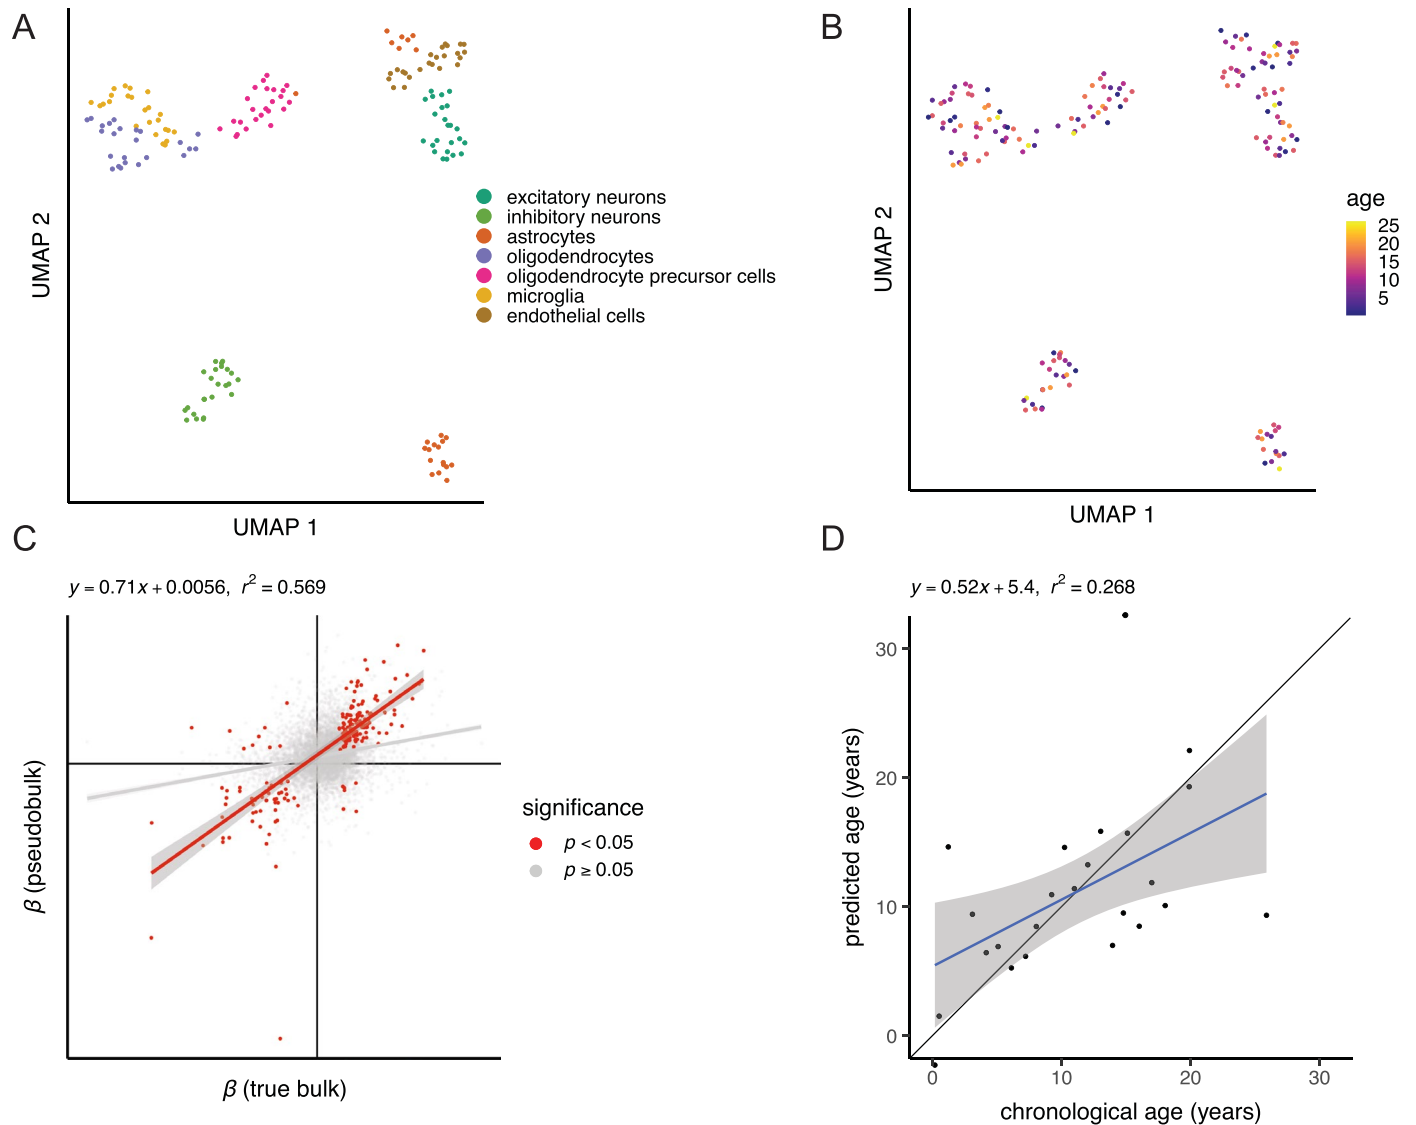 A
UMAP 2
UMAP 1
excitatory neurons
inhibitory neurons
astrocytes
oligodendrocytes
oligodendrocyte precursor cells
microglia
endothelial cells
B
UMAP 2
UMAP 1
age
25
20
15
10
5
C
y = 0.71x + 0.0056, r² = 0.569
β (pseudobulk)
β (true bulk)
significance
p < 0.05
p ≥ 0.05
D
y = 0.52x + 5.4, r² = 0.268
predicted age (years)
30
20
10
0
0 10 20 30
chronological age (years)